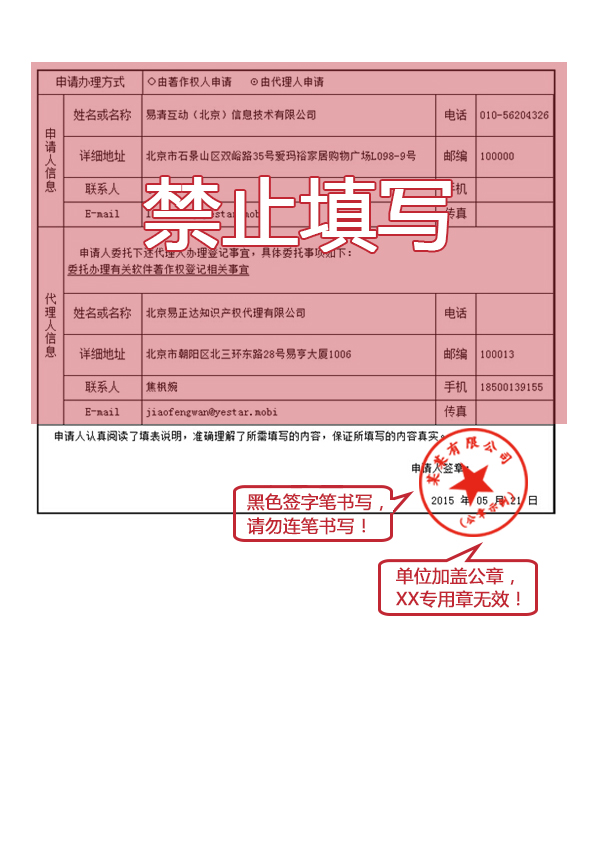 申请办理方式 ○由著作权人申请 ⊙由代理人申请
申请人信息
姓名或名称 易清互动（北京）信息技术有限公司 电话 010-56204326
详细地址 北京市石景山区双峪路35号爱玛裕家居购物广场L098-9号 邮编 100000
联系人 手机
E-mail 传真
禁止填写
代理人信息
申请人委托下述代理人办理登记事宜，具体委托事项如下：
委托办理有关软件著作权登记相关事宜
姓名或名称 北京易正达知识产权代理有限公司 电话
详细地址 北京市朝阳区北三环东路28号易亨大厦1006 邮编 100013
联系人 焦枫婉 手机 18500139155
E-mail jiaofengwan@yestar.mobi 传真
申请人认真阅读了填表说明，准确理解了所需填写的内容，保证所填写的内容真实。
申请人签章：
某某有限公司
2015 年 05 月 21 日
黑色签字笔书写，
请勿连笔书写！
单位加盖公章，
XX专用章无效！